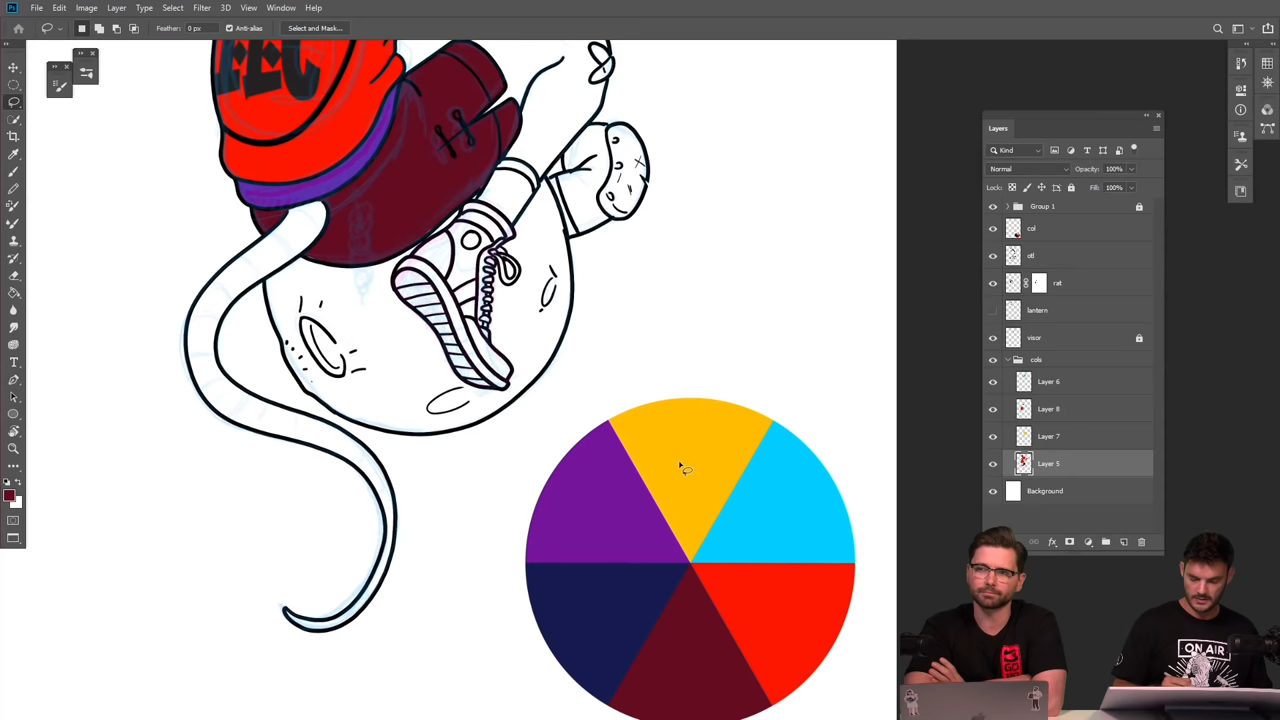 Ps File Edit Image Layer Type Select Filter 3D View Window Help
Feather: 0 px Anti-alias Select and Mask...
Layers
Kind
Normal Opacity: 100%
Lock: Fill: 100%
Group 1
col
otl
rat
lantern
visor
cols
Layer 6
Layer 8
Layer 7
Layer 5
Background
fx
ON AIR